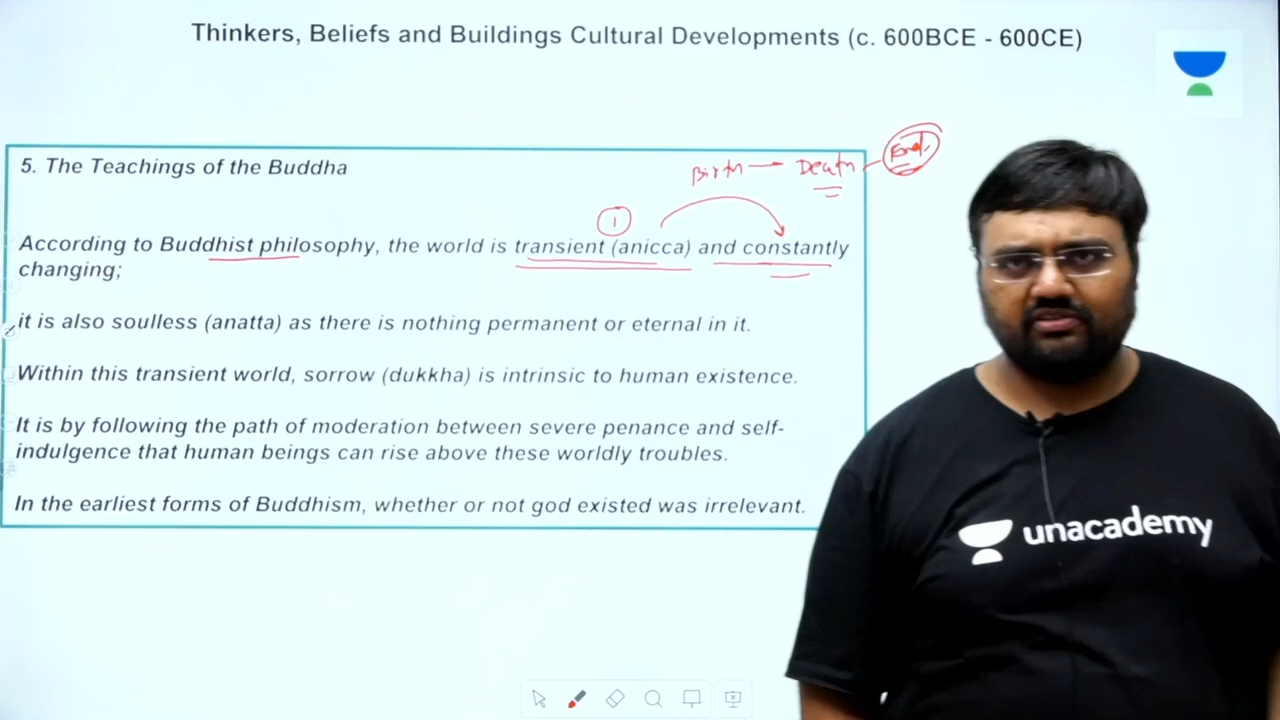 Thinkers, Beliefs and Buildings Cultural Developments (c. 600BCE - 600CE)
5. The Teachings of the Buddha
Birth → Death - End.
1
According to Buddhist philosophy, the world is transient (anicca) and constantly
changing;
it is also soulless (anatta) as there is nothing permanent or eternal in it.
Within this transient world, sorrow (dukkha) is intrinsic to human existence.
It is by following the path of moderation between severe penance and self-
indulgence that human beings can rise above these worldly troubles.
In the earliest forms of Buddhism, whether or not god existed was irrelevant.
unacademy